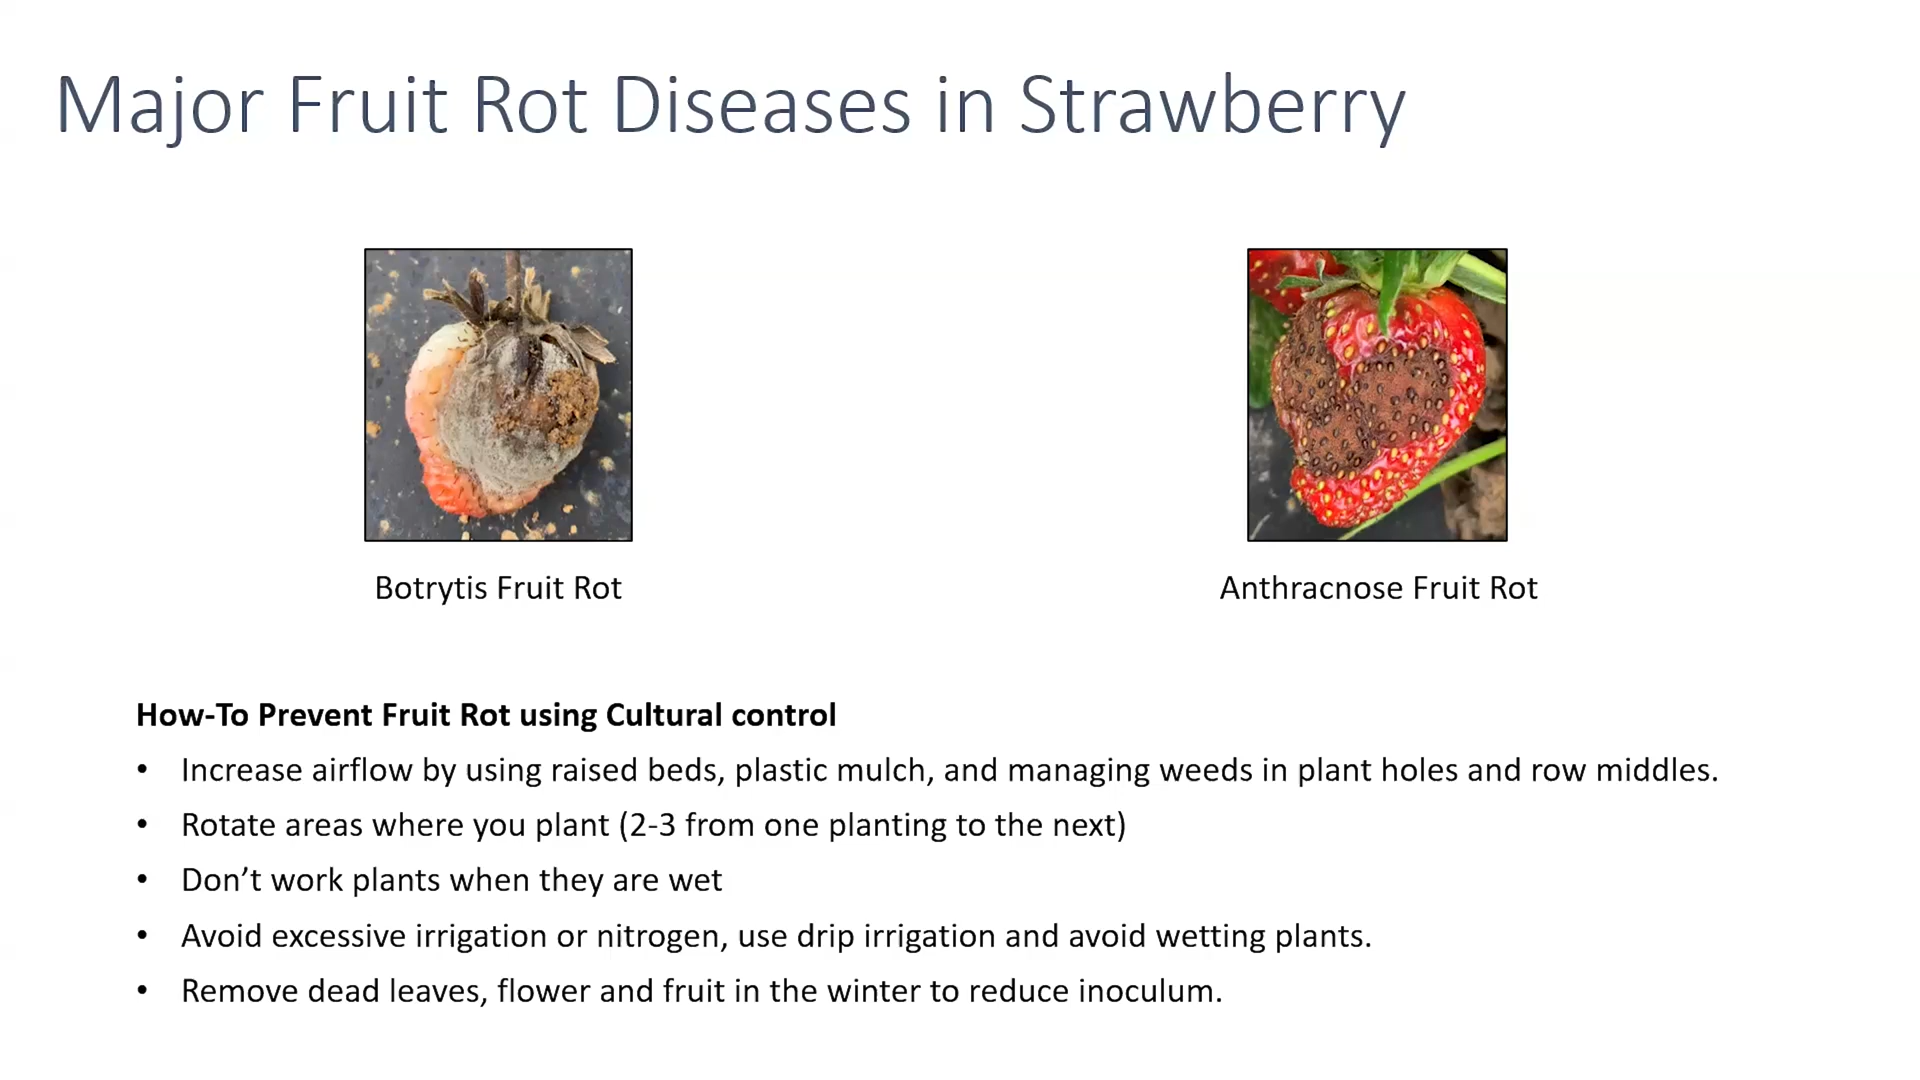 Major Fruit Rot Diseases in Strawberry
Botrytis Fruit Rot
Anthracnose Fruit Rot
How-To Prevent Fruit Rot using Cultural control
• Increase airflow by using raised beds, plastic mulch, and managing weeds in plant holes and row middles.
• Rotate areas where you plant (2-3 from one planting to the next)
• Don’t work plants when they are wet
• Avoid excessive irrigation or nitrogen, use drip irrigation and avoid wetting plants.
• Remove dead leaves, flower and fruit in the winter to reduce inoculum.